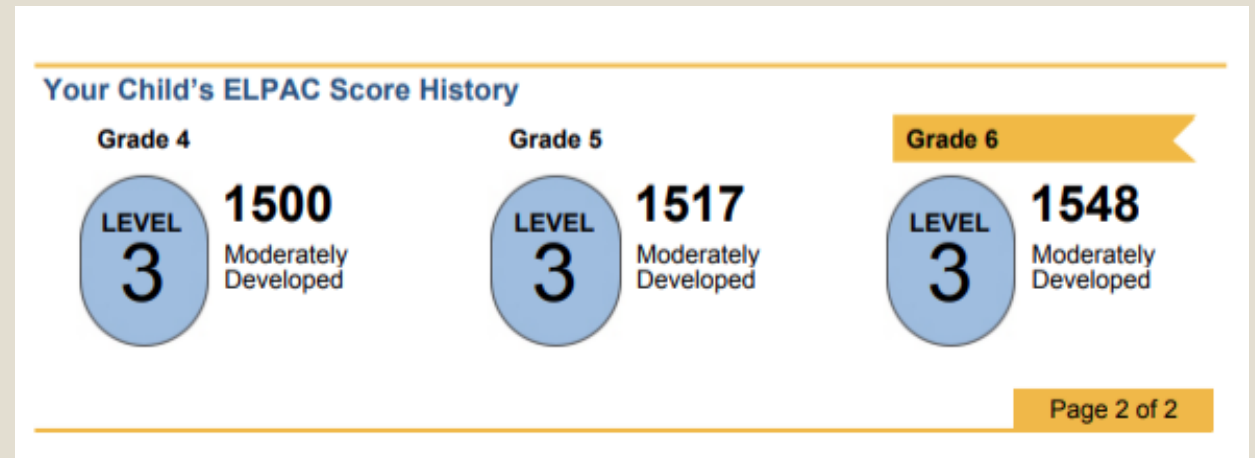 Your Child's ELPAC Score History
Grade 4
LEVEL
3
1500
Moderately
Developed
Grade 5
LEVEL
3
1517
Moderately
Developed
Grade 6
LEVEL
3
1548
Moderately
Developed
Page 2 of 2